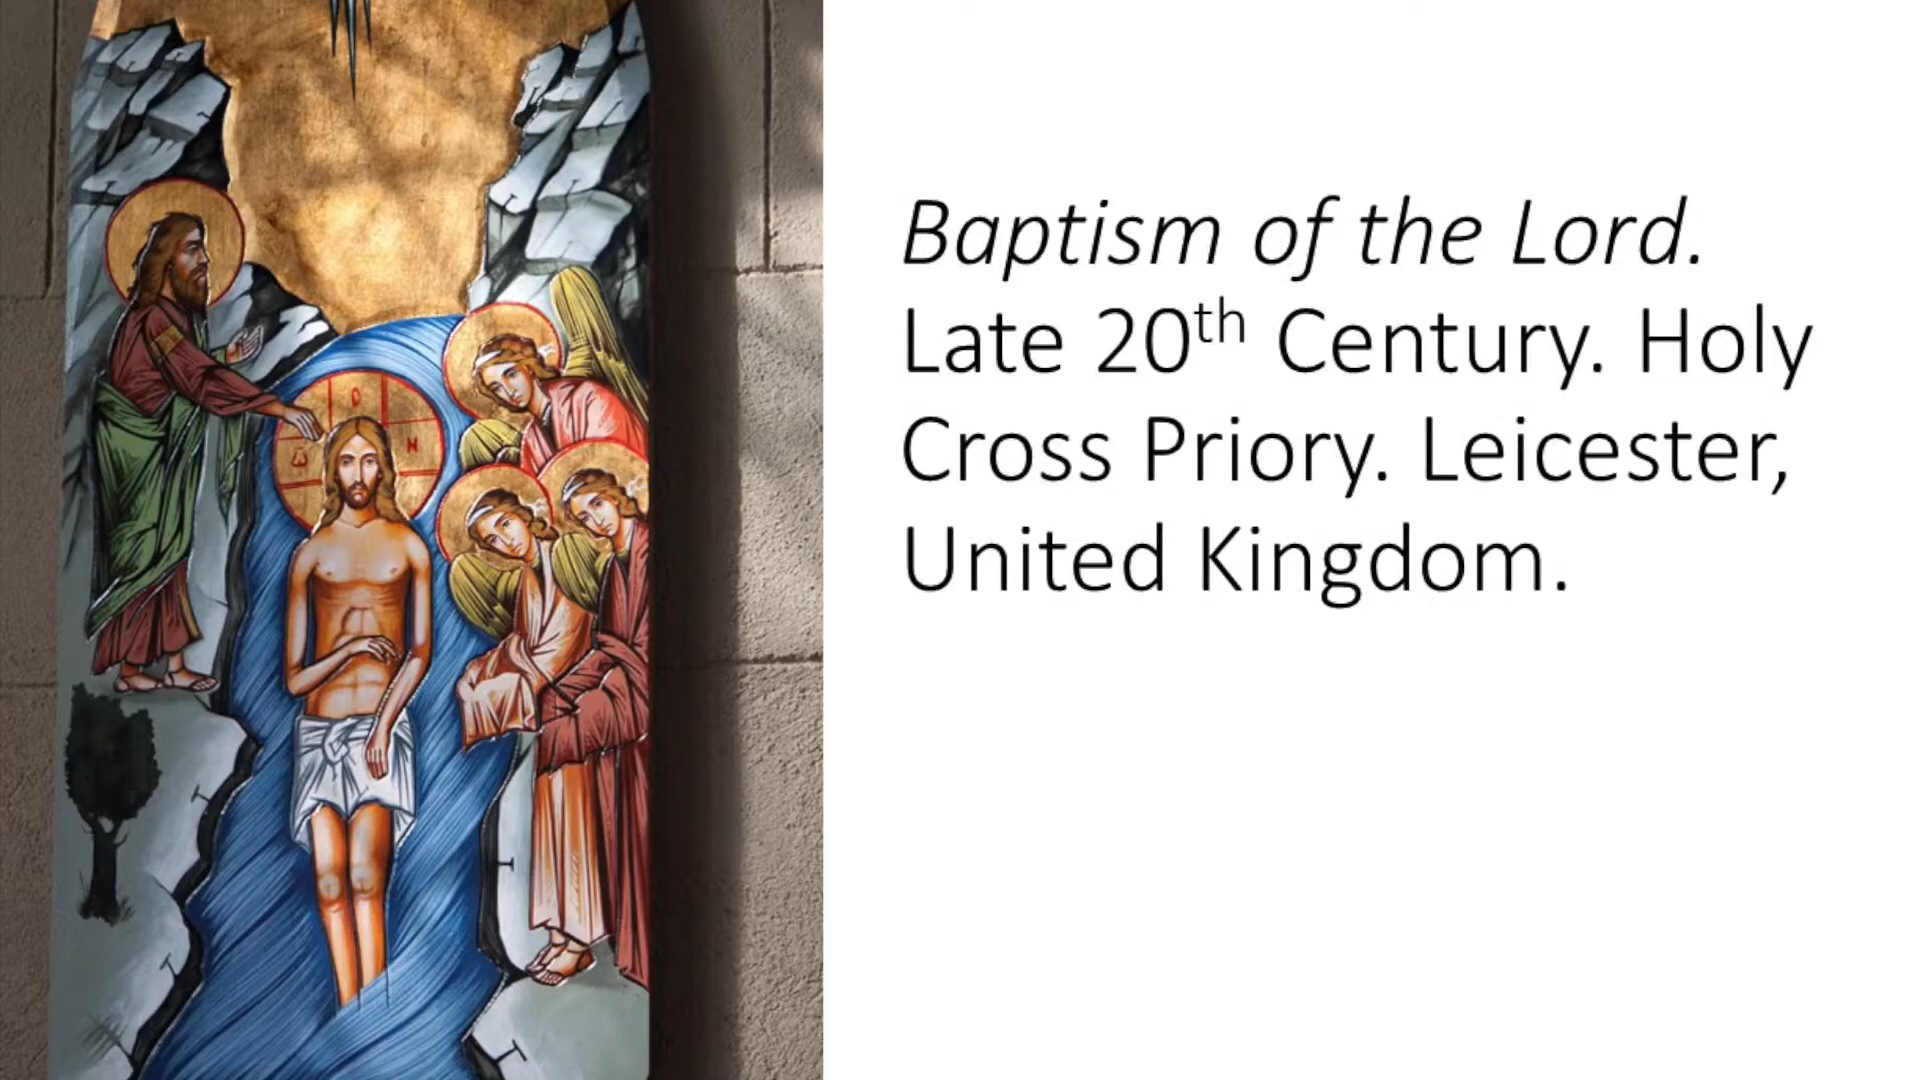 Baptism of the Lord.
Late 20th Century. Holy
Cross Priory. Leicester,
United Kingdom.
ὁ
ὤ Ν